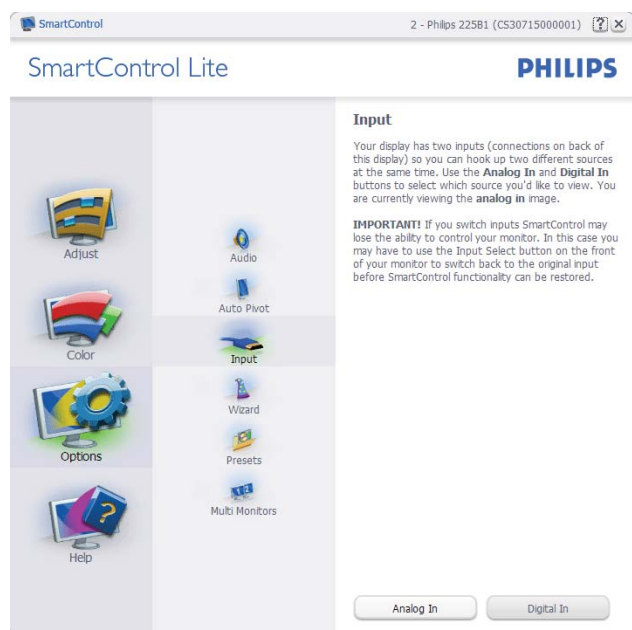 SmartControl
2 - Philips 225B1 (CS30715000001)
SmartControl Lite
PHILIPS
Adjust
Color
Options
Help
Audio
Auto Pivot
Input
Wizard
Presets
Multi Monitors
Input
Your display has two inputs (connections on back of
this display) so you can hook up two different sources
at the same time. Use the Analog In and Digital In
buttons to select which source you'd like to view. You
are currently viewing the analog in image.
IMPORTANT! If you switch inputs SmartControl may
lose the ability to control your monitor. In this case you
may have to use the Input Select button on the front
of your monitor to switch back to the original input
before SmartControl functionality can be restored.
Analog In
Digital In